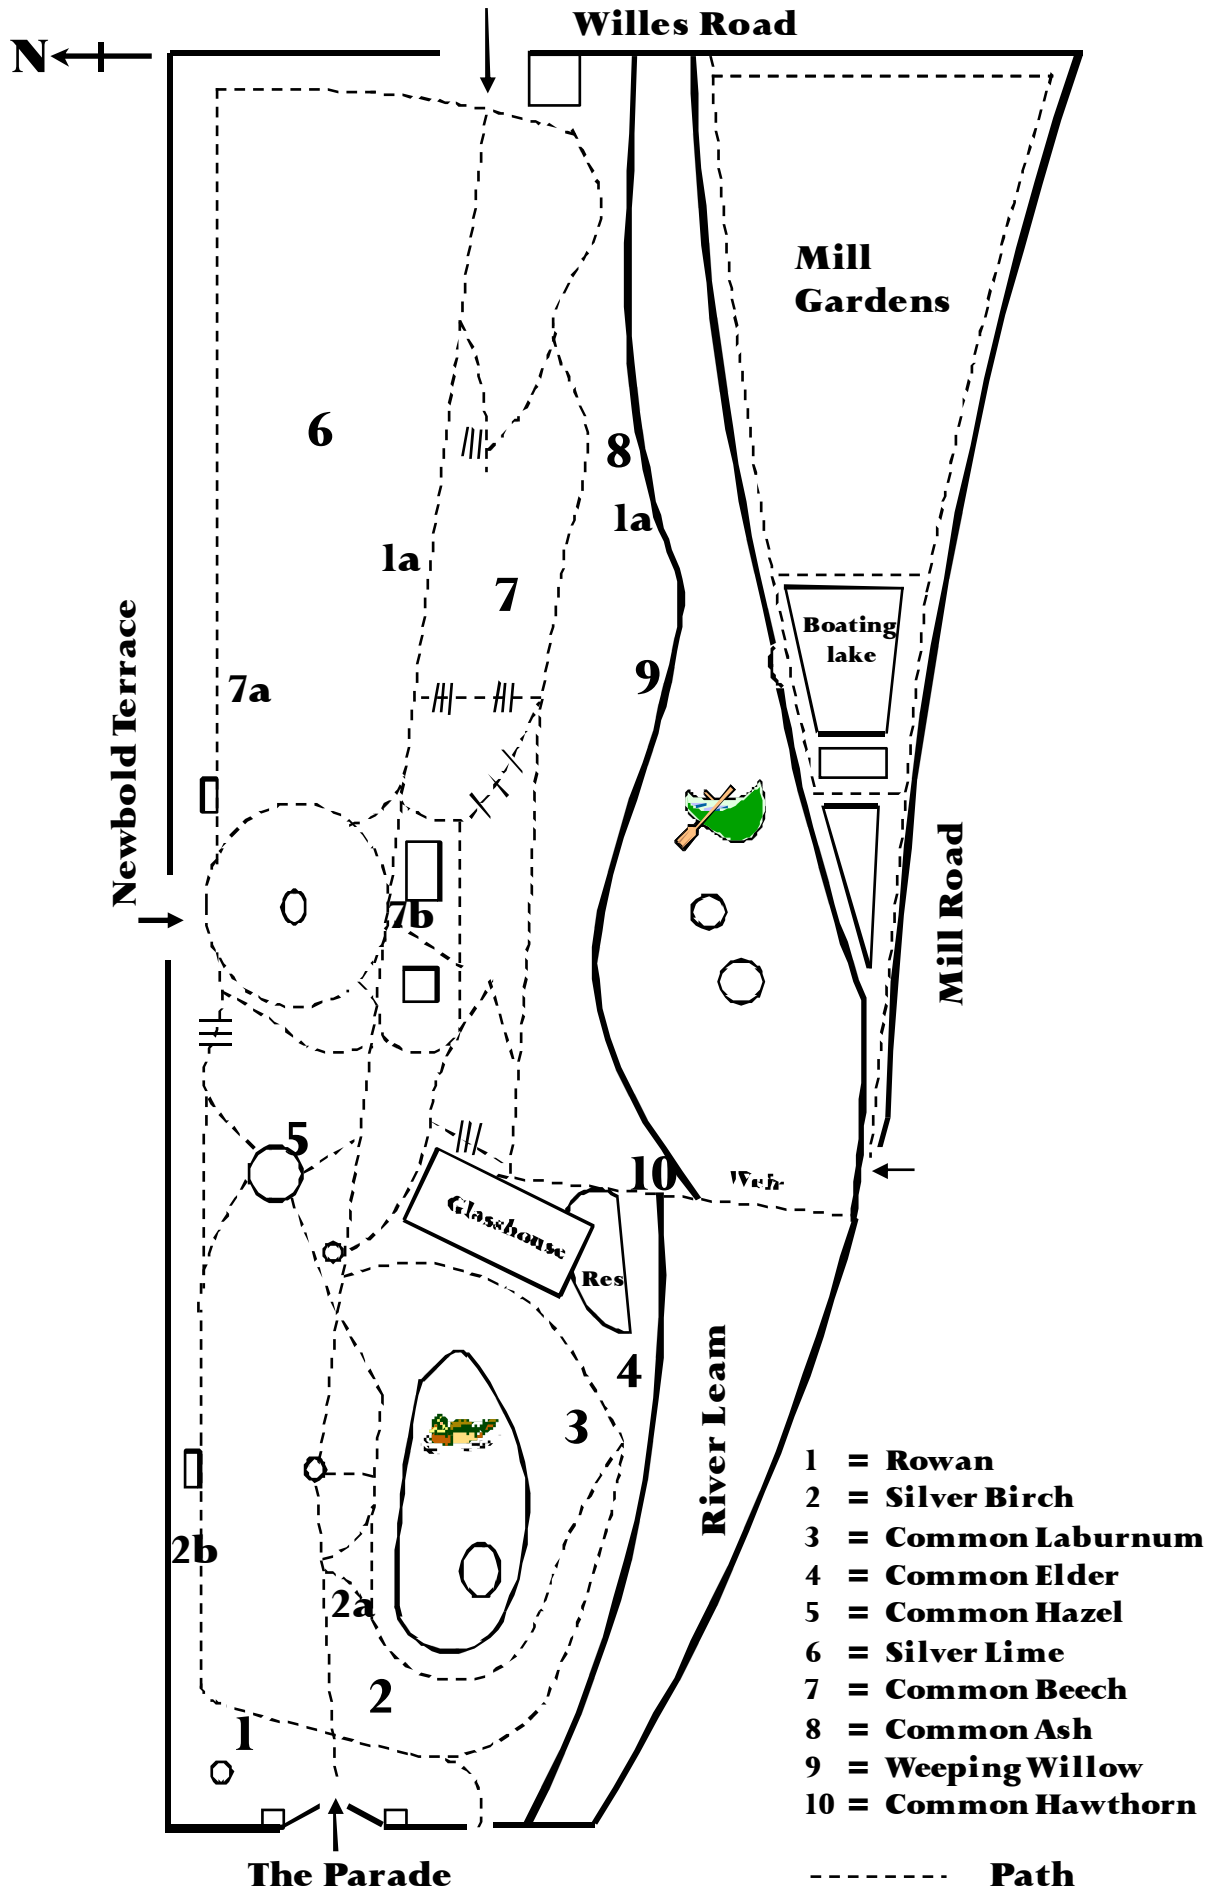 Willes Road
N
Mill
Gardens
6
8
1a
1a
7
Boating
lake
9
7a
Newbold Terrace
Mill Road
7b
5
10
Weir
Glasshouse
Res
4
3
River Leam
2b
2a
2
1
1 = Rowan
2 = Silver Birch
3 = Common Laburnum
4 = Common Elder
5 = Common Hazel
6 = Silver Lime
7 = Common Beech
8 = Common Ash
9 = Weeping Willow
10 = Common Hawthorn
The Parade
Path